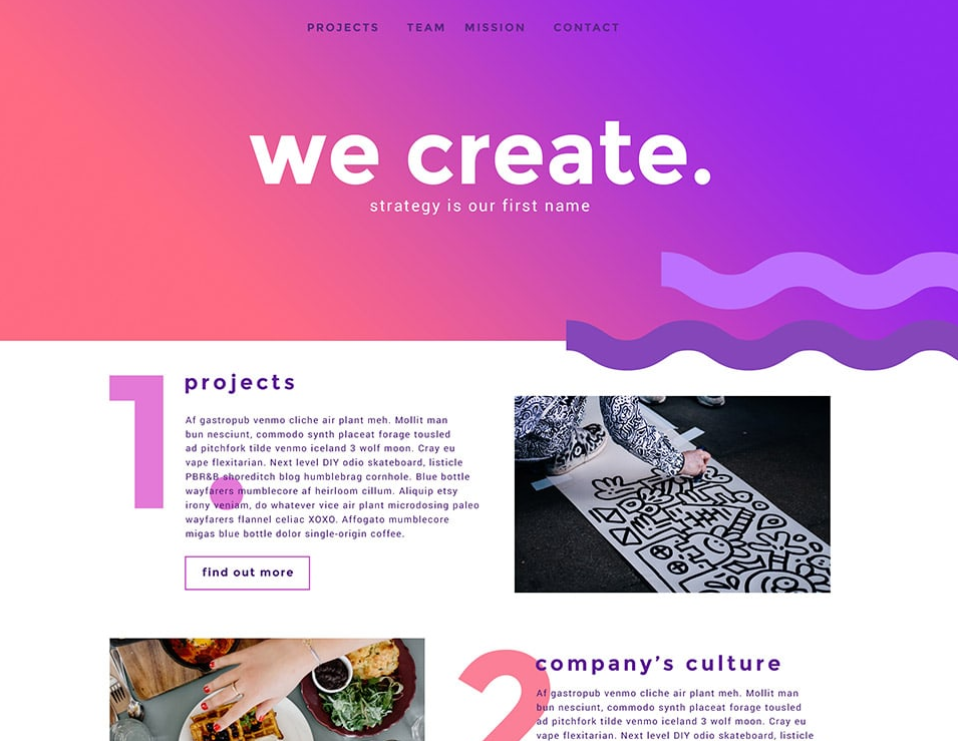 PROJECTS TEAM MISSION CONTACT
we create.
strategy is our first name
1.
projects
Af gastropub venmo cliche air plant meh. Mollit man
bun nesciunt, commodo synth placeat forage tousled
ad pitchfork tilde venmo iceland 3 wolf moon. Cray eu
vape flexitarian. Next level DIY odio skateboard, listicle
PBR&B shoreditch blog humblebrag cornhole. Blue bottle
wayfarers mumblecore af heirloom cillum. Aliquip etsy
irony veniam, do whatever vice air plant microdosing paleo
wayfarers flannel celiac XOXO. Affogato mumblecore
migas blue bottle dolor single-origin coffee.
find out more
2
company's culture
Af gastropub venmo cliche air plant meh. Mollit man
bun nesciunt, commodo synth placeat forage tousled
ad pitchfork tilde venmo iceland 3 wolf moon. Cray eu
vape flexitarian. Next level DIY odio skateboard, listicle